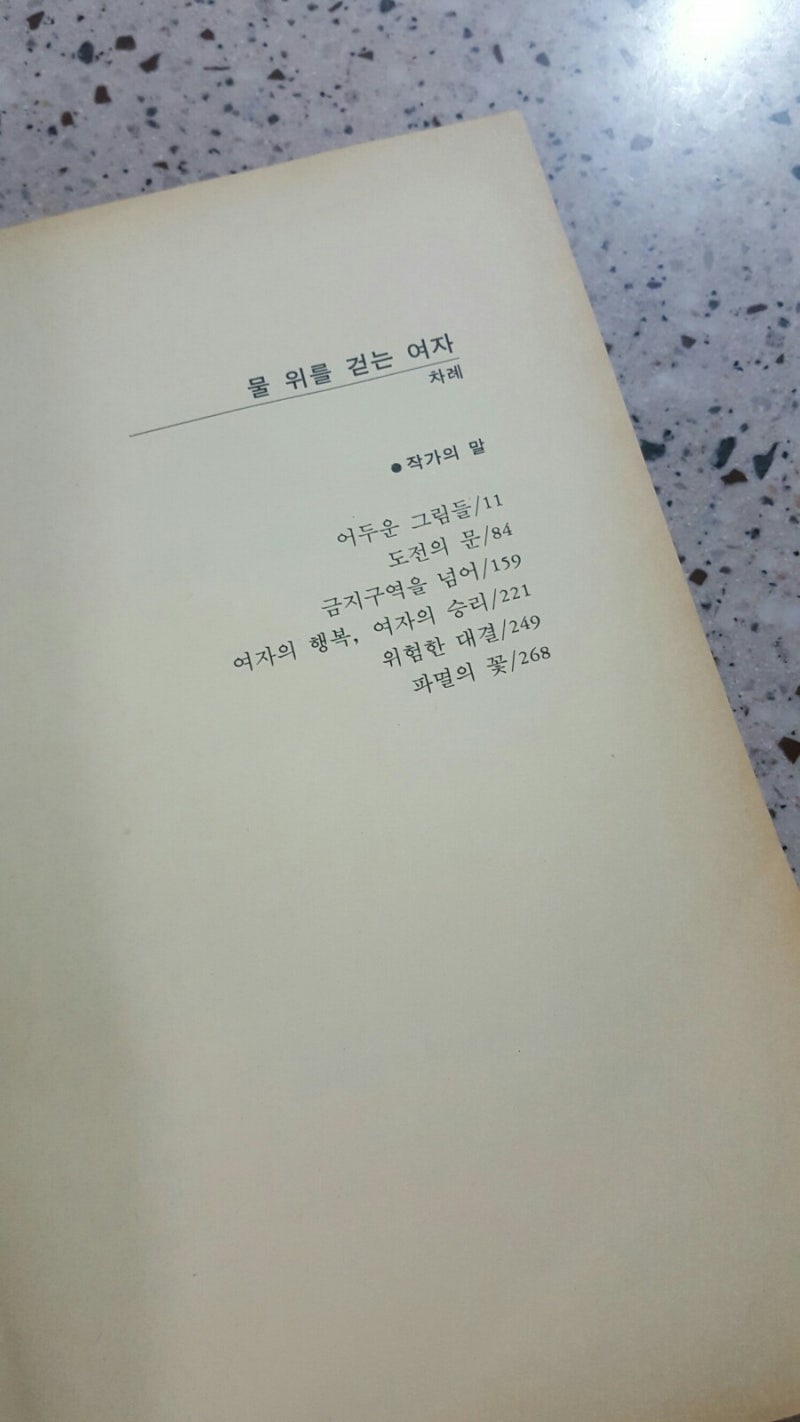 물 위를 걷는 여자
차례
●작가의 말
어두운 그림들/11
도전의 문/84
금지구역을 넘어/159
여자의 행복, 여자의 승리/221
위험한 대결/249
파멸의 꽃/268